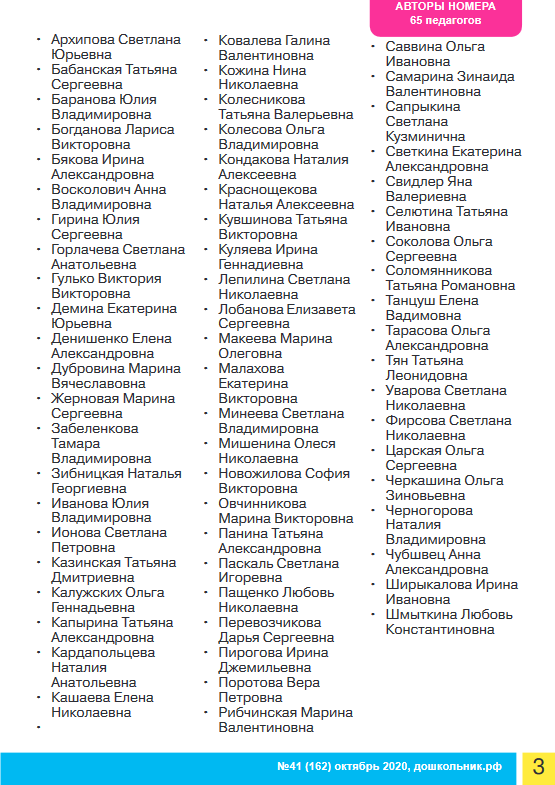 АВТОРЫ НОМЕРА
65 педагогов
• Архипова Светлана
Юрьевна
• Бабанская Татьяна
Сергеевна
• Баранова Юлия
Владимировна
• Богданова Лариса
Викторовна
• Бякова Ирина
Александровна
• Восколович Анна
Владимировна
• Гирина Юлия
Сергеевна
• Горлачева Светлана
Анатольевна
• Гулько Виктория
Викторовна
• Демина Екатерина
Юрьевна
• Денишенко Елена
Александровна
• Дубровина Марина
Вячеславовна
• Жерновая Марина
Сергеевна
• Забеленкова
Тамара
Владимировна
• Зибницкая Наталья
Георгиевна
• Иванова Юлия
Владимировна
• Ионова Светлана
Петровна
• Казинская Татьяна
Дмитриевна
• Калужских Ольга
Геннадьевна
• Капырина Татьяна
Александровна
• Кардапольцева
Наталия
Анатольевна
• Кашаева Елена
Николаевна
•
• Ковалева Галина
Валентиновна
• Кожина Нина
Николаевна
• Колесникова
Татьяна Валерьевна
• Колесова Ольга
Владимировна
• Кондакова Наталия
Алексеевна
• Краснощекова
Наталья Алексеевна
• Кувшинова Татьяна
Викторовна
• Куляева Ирина
Геннадиевна
• Лепилина Светлана
Николаевна
• Лобанова Елизавета
Сергеевна
• Макеева Марина
Олеговна
• Малахова
Екатерина
Викторовна
• Минеева Светлана
Владимировна
• Мишенина Олеся
Николаевна
• Новожилова София
Викторовна
• Овчинникова
Марина Викторовна
• Панина Татьяна
Александровна
• Паскаль Светлана
Игоревна
• Пащенко Любовь
Николаевна
• Перевозчикова
Дарья Сергеевна
• Пирогова Ирина
Джемильевна
• Поротова Вера
Петровна
• Рибчинская Марина
Валентиновна
• Саввина Ольга
Ивановна
• Самарина Зинаида
Валентиновна
• Сапрыкина
Светлана
Кузминична
• Светкина Екатерина
Александровна
• Свидлер Яна
Валериевна
• Селютина Татьяна
Ивановна
• Соколова Ольга
Сергеевна
• Соломянникова
Татьяна Романовна
• Танцуш Елена
Вадимовна
• Тарасова Ольга
Александровна
• Тян Татьяна
Леонидовна
• Уварова Светлана
Николаевна
• Фирсова Светлана
Николаевна
• Царская Ольга
Сергеевна
• Черкашина Ольга
Зиновьевна
• Черногорова
Наталия
Владимировна
• Чубшвец Анна
Александровна
• Ширыкалова Ирина
Ивановна
• Шмыткина Любовь
Константиновна
№41 (162) октябрь 2020, дошкольник.рф
3